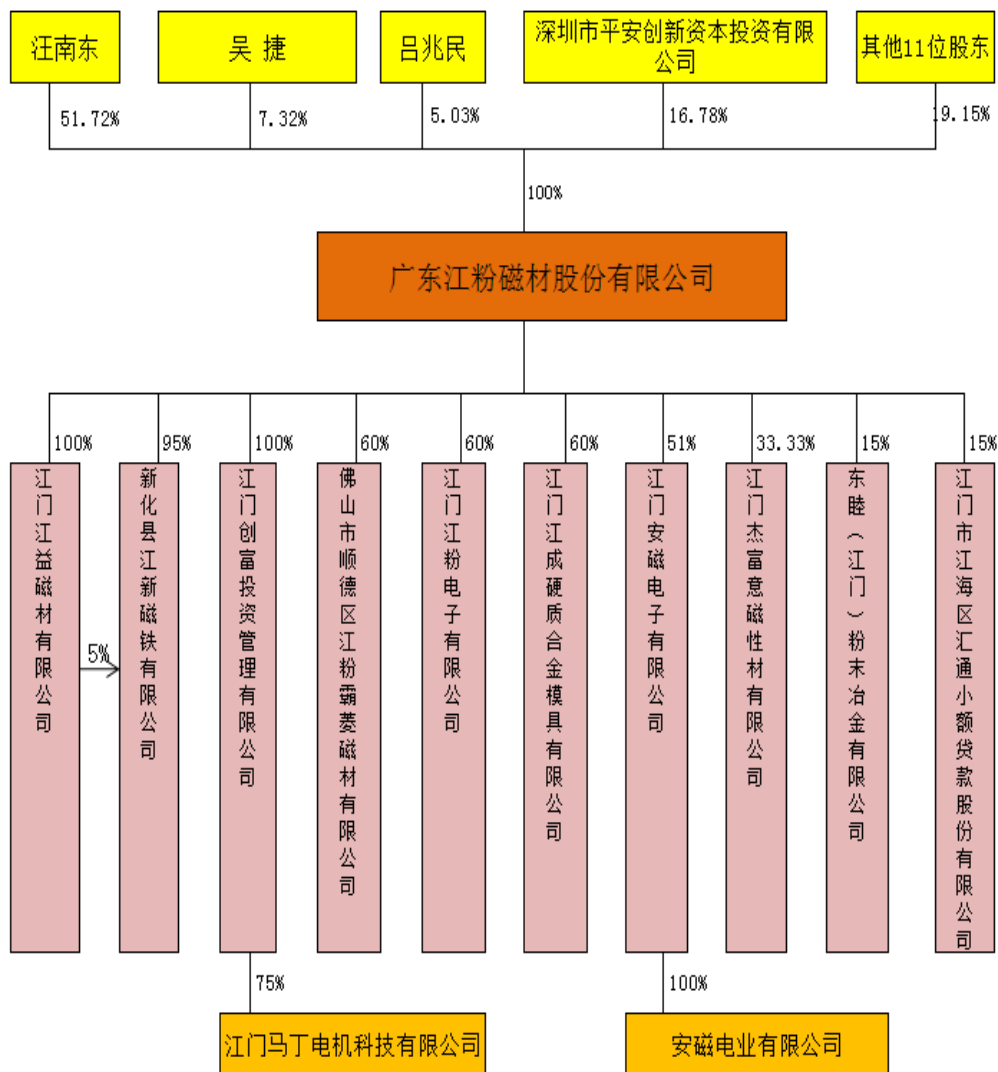 汪南东
吴 捷
吕兆民
深圳市平安创新资本投资有限
公司
其他11位股东
51.72%
7.32%
5.03%
16.78%
19.15%
100%
广东江粉磁材股份有限公司
100%
95%
100%
60%
60%
60%
51%
33.33%
15%
15%
江门江益磁材有限公司
5%
新化县江新磁铁有限公司
江门创富投资管理有限公司
佛山市顺德区江粉霸菱磁材有限公司
江门江粉电子有限公司
江门江成硬质合金模具有限公司
江门安磁电子有限公司
江门杰富意磁性材有限公司
东睦（江门）粉末冶金有限公司
江门市江海区汇通小额贷款股份有限公司
75%
100%
江门马丁电机科技有限公司
安磁电业有限公司